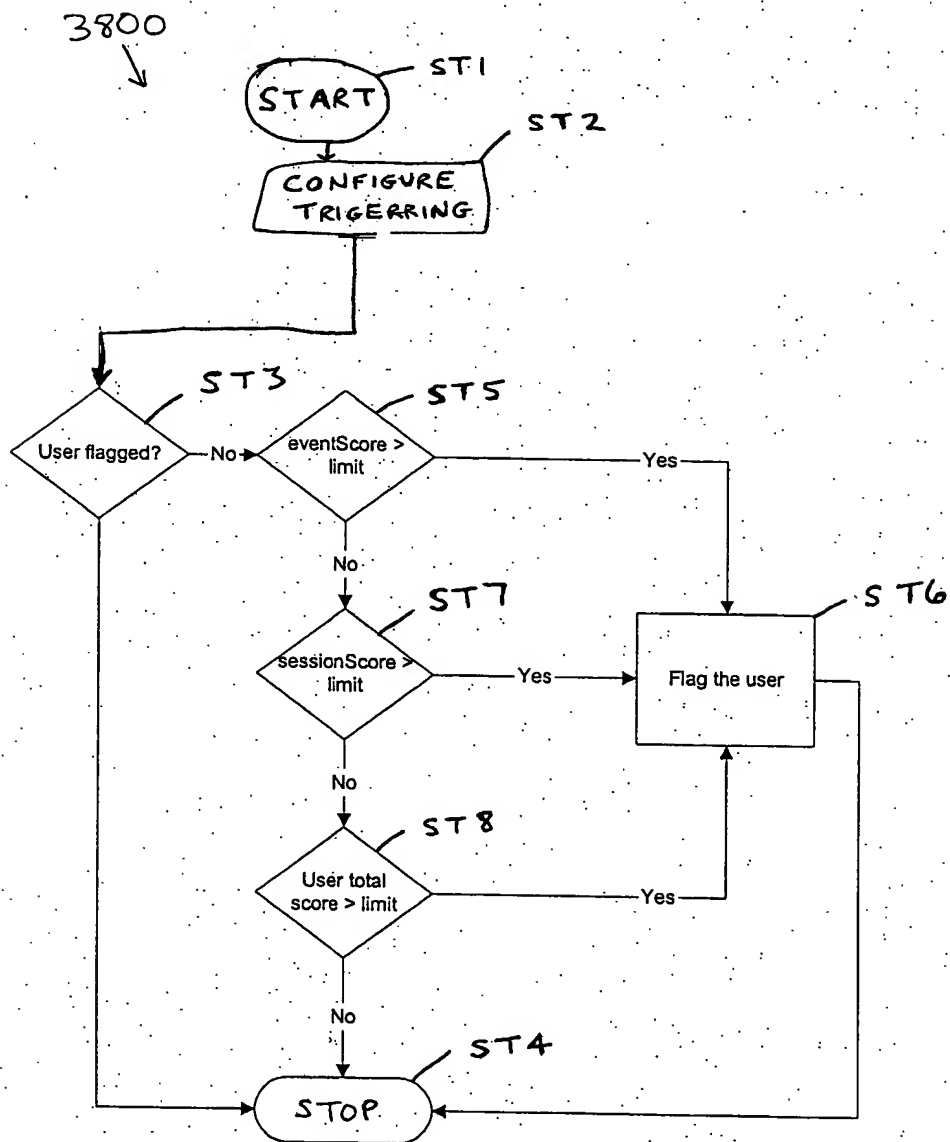 3800
START
ST1
ST2
CONFIGURE
TRIGERRING
ST3
User flagged?
No
ST5
eventScore >
limit
Yes
No
ST7
sessionScore >
limit
Yes
ST6
Flag the user
No
ST8
User total
score > limit
Yes
No
ST4
STOP